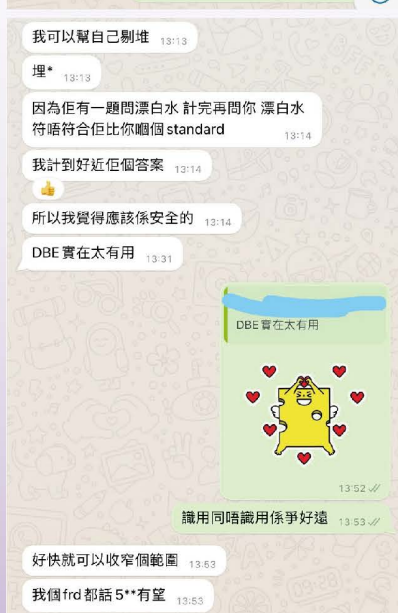 我可以幫自己剔堆 13:13
埋* 13:13
因為佢有一題問漂白水 計完再問你 漂白水
符唔符合佢比你嗰個 standard 13:14
我計到好近佢個答案 13:14
所以我覺得應該係安全的 13:14
DBE 實在太有用 13:31
DBE 實在太有用
13:52
識用同唔識用係爭好遠 13:53
好快就可以收窄個範圍 13:53
我個frd 都話 5**有望 13:53